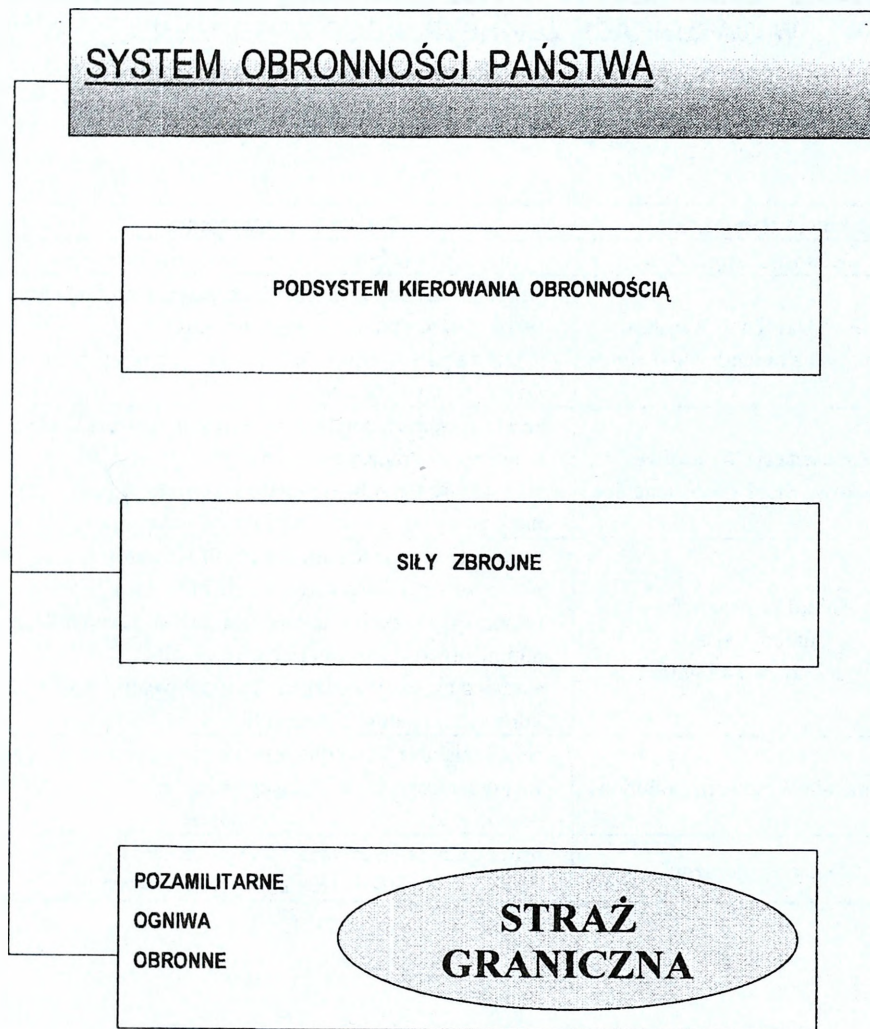 SYSTEM OBRONNOŚCI PAŃSTWA
PODSYSTEM KIEROWANIA OBRONNOŚCIĄ
SIŁY ZBROJNE
POZAMILITARNE
OGNIWA
OBRONNE
STRAŻ
GRANICZNA